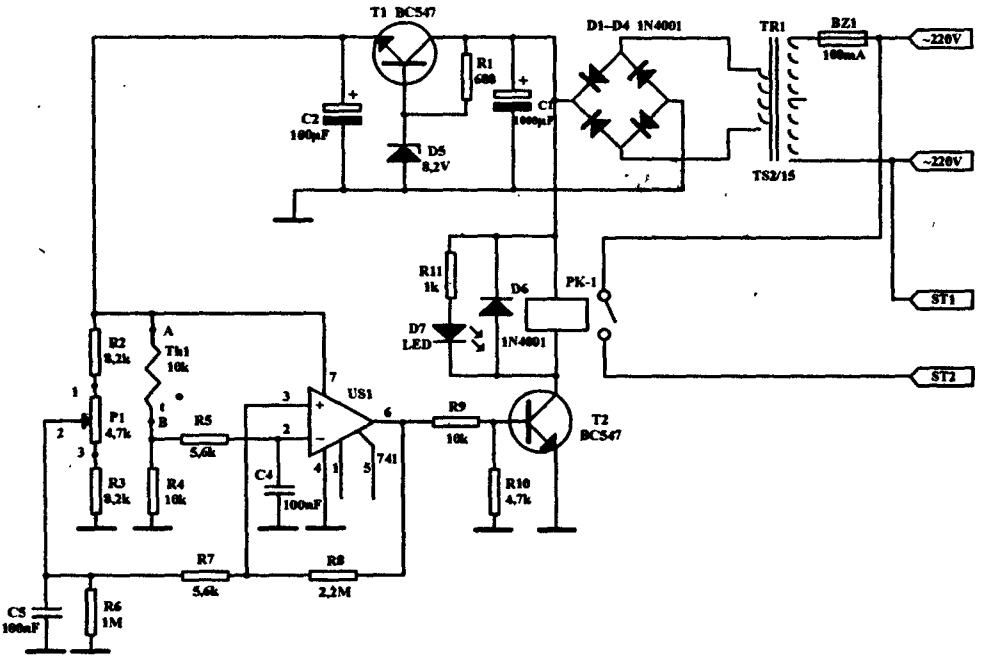 T1 BC547
D1-D4 1N4001
TR1
BZ1
100mA
~220V
R1
680
+
C2
100µF
+
C1
1000µF
D5
8,2V
~220V
TS2/15
R11
1k
D6
PK-1
ST1
D7
LED
1N4001
ST2
R2
8,2k
A
Th1
10k
7
US1
1
P1
4,7k
t
B
2
3
R5
5,6k
3
+
2
-
6
4
1
5
741
R9
10k
T2
BC547
R3
8,2k
R4
10k
C4
100nF
R10
4,7k
R7
5,6k
R8
2,2M
C5
100nF
R6
1M